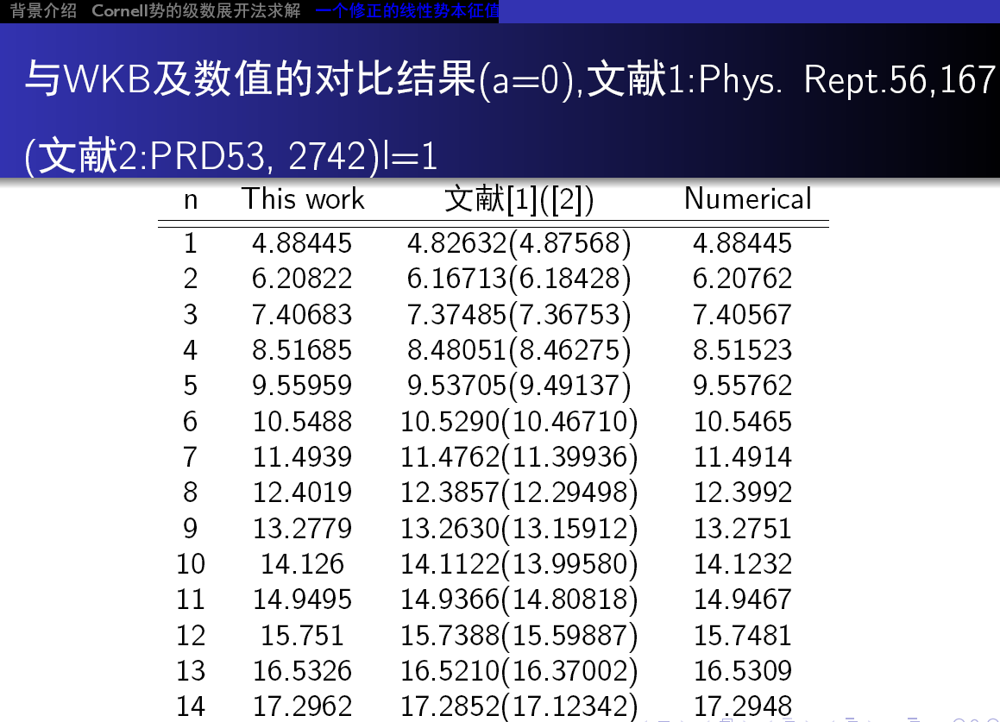 背景介绍 Cornell势的级数展开法求解 一个修正的线性势本征值
与WKB及数值的对比结果(a=0),文献1:Phys. Rept.56,167
(文献2:PRD53, 2742)l=1
n This work 文献[1]([2]) Numerical
1 4.88445 4.82632(4.87568) 4.88445
2 6.20822 6.16713(6.18428) 6.20762
3 7.40683 7.37485(7.36753) 7.40567
4 8.51685 8.48051(8.46275) 8.51523
5 9.55959 9.53705(9.49137) 9.55762
6 10.5488 10.5290(10.46710) 10.5465
7 11.4939 11.4762(11.39936) 11.4914
8 12.4019 12.3857(12.29498) 12.3992
9 13.2779 13.2630(13.15912) 13.2751
10 14.126 14.1122(13.99580) 14.1232
11 14.9495 14.9366(14.80818) 14.9467
12 15.751 15.7388(15.59887) 15.7481
13 16.5326 16.5210(16.37002) 16.5309
14 17.2962 17.2852(17.12342) 17.2948